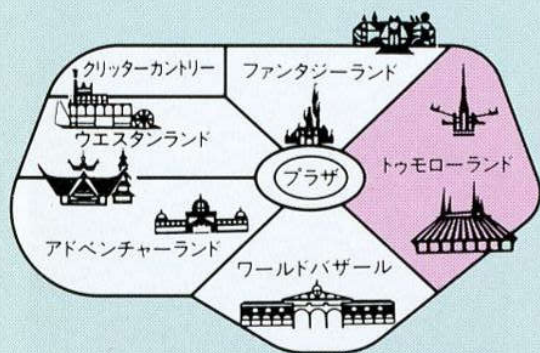 クリッターカントリー
ファンタジーランド
ウエスタンランド
トゥモローランド
プラザ
アドベンチャーランド
ワールドバザール